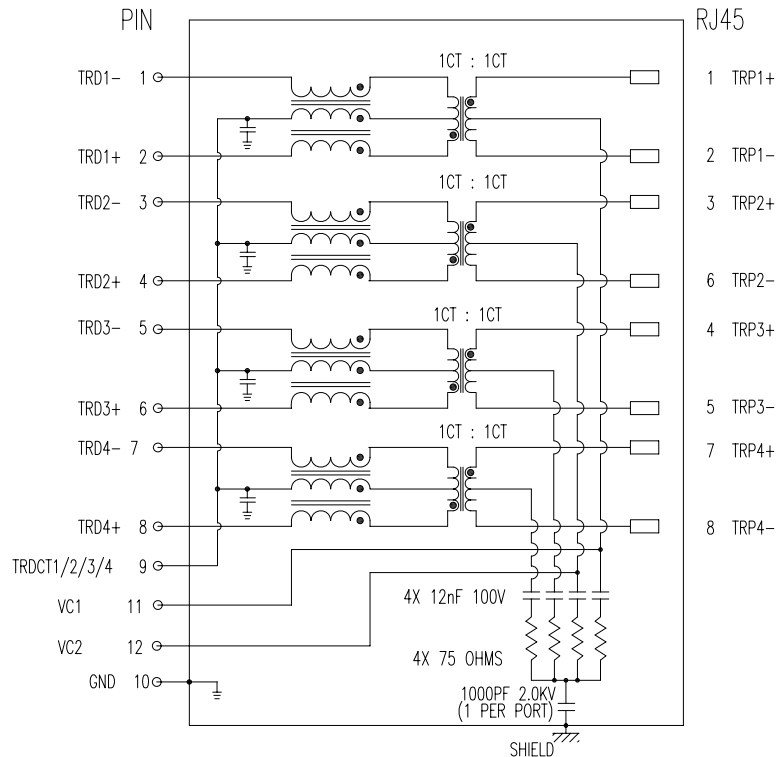 PIN RJ45
1CT : 1CT
TRD1- 1 1 TRP1+
TRD1+ 2 2 TRP1-
1CT : 1CT
TRD2- 3 3 TRP2+
TRD2+ 4 6 TRP2-
1CT : 1CT
TRD3- 5 4 TRP3+
TRD3+ 6 5 TRP3-
1CT : 1CT
TRD4- 7 7 TRP4+
TRD4+ 8 8 TRP4-
TRDCT1/2/3/4 9
VC1 11
4X 12nF 100V
VC2 12
4X 75 OHMS
GND 10
1000PF 2.0KV
(1 PER PORT)
SHIELD